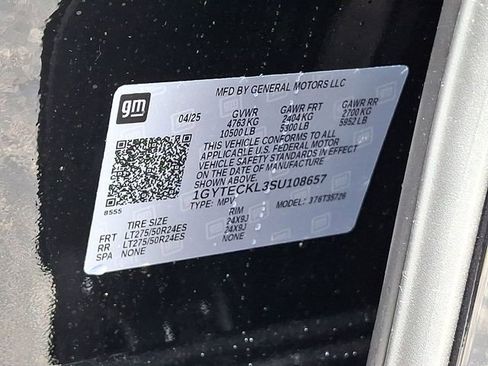 gm
MFD BY GENERAL MOTORS LLC
04/25 GVWR GAWR FRT GAWR RR
4763 KG 2404 KG 2700 KG
10500 LB 5300 LB 5952 LB
THIS VEHICLE CONFORMS TO ALL
APPLICABLE U.S. FEDERAL MOTOR
VEHICLE SAFETY STANDARDS IN EFFECT
ON THE DATE OF MANUFACTURE
1GYTECKL3SU108657
TYPE: MPV MODEL:
8555
TIRE SIZE RIM
FRT LT275/50R24ES 24X9J
RR LT275/50R24ES 24X9J
SPA NONE NONE